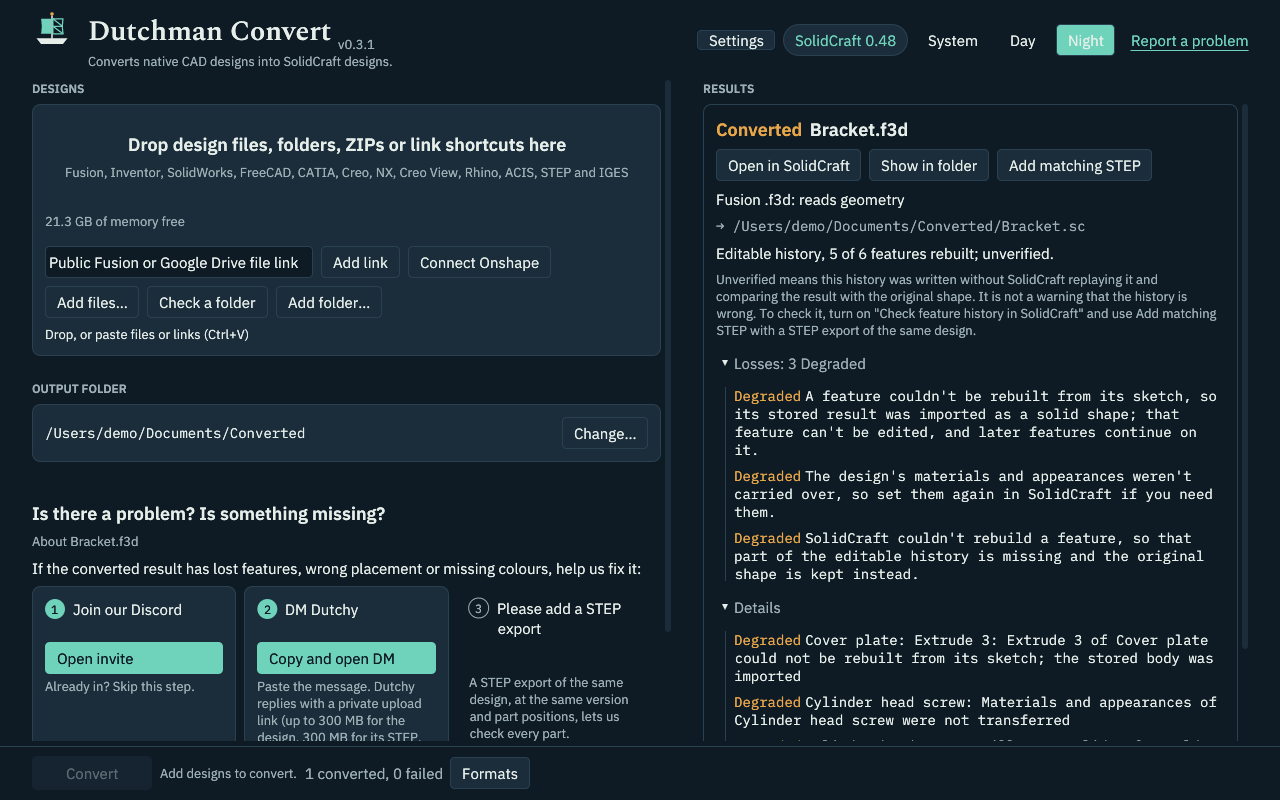 Dutchman Convert v0.3.1
Converts native CAD designs into SolidCraft designs.
Settings
SolidCraft 0.48
System
Day
Night
Report a problem
DESIGNS
Drop design files, folders, ZIPs or link shortcuts here
Fusion, Inventor, SolidWorks, FreeCAD, CATIA, Creo, NX, Creo View, Rhino, ACIS, STEP and IGES
21.3 GB of memory free
Public Fusion or Google Drive file link
Add link
Connect Onshape
Add files...
Check a folder
Add folder...
Drop, or paste files or links (Ctrl+V)
OUTPUT FOLDER
/Users/demo/Documents/Converted
Change...
Is there a problem? Is something missing?
About Bracket.f3d
If the converted result has lost features, wrong placement or missing colours, help us fix it:
1 Join our Discord
Open invite
Already in? Skip this step.
2 DM Dutchy
Copy and open DM
Paste the message. Dutchy
replies with a private upload
link (up to 300 MB for the
design, 300 MB for its STEP,
3 Please add a STEP
export
A STEP export of the same
design, at the same version
and part positions, lets us
check every part.
RESULTS
Converted Bracket.f3d
Open in SolidCraft
Show in folder
Add matching STEP
Fusion .f3d: reads geometry
→ /Users/demo/Documents/Converted/Bracket.sc
Editable history, 5 of 6 features rebuilt; unverified.
Unverified means this history was written without SolidCraft replaying it and
comparing the result with the original shape. It is not a warning that the history is
wrong. To check it, turn on "Check feature history in SolidCraft" and use Add matching
STEP with a STEP export of the same design.
▼ Losses: 3 Degraded
Degraded A feature couldn't be rebuilt from its sketch, so
its stored result was imported as a solid shape; that
feature can't be edited, and later features continue on
it.
Degraded The design's materials and appearances weren't
carried over, so set them again in SolidCraft if you need
them.
Degraded SolidCraft couldn't rebuild a feature, so that
part of the editable history is missing and the original
shape is kept instead.
▼ Details
Degraded Cover plate: Extrude 3: Extrude 3 of Cover plate
could not be rebuilt from its sketch; the stored body was
imported
Degraded Cylinder head screw: Materials and appearances of
Cylinder head screw were not transferred
Convert
Add designs to convert.
1 converted, 0 failed
Formats